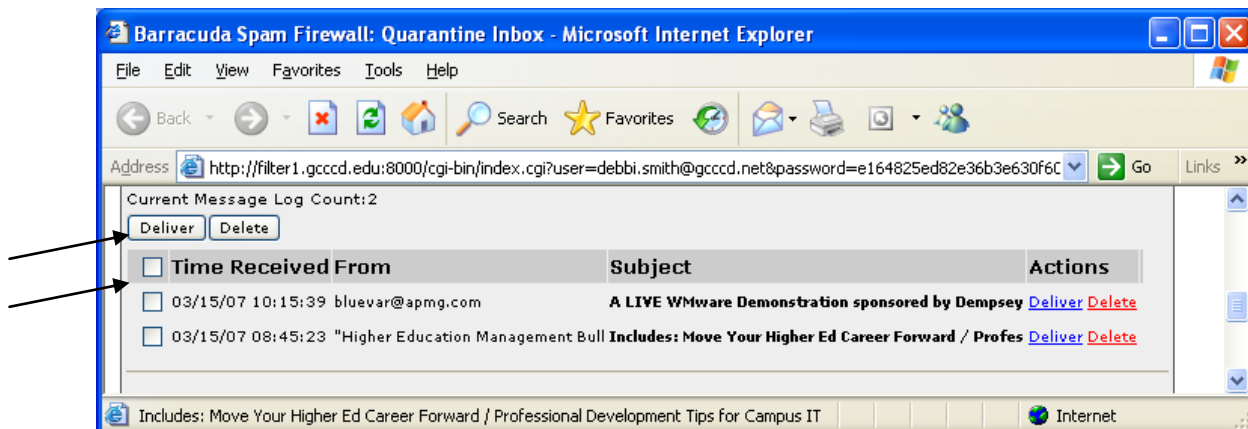 Barracuda Spam Firewall: Quarantine Inbox - Microsoft Internet Explorer
File Edit View Favorites Tools Help
Back Search Favorites
Address http://filter1.gcccd.edu:8000/cgi-bin/index.cgi?user=debbi.smith@gcccd.net&password=e164825ed82e36b3e630f6C Go Links »
Current Message Log Count:2
Deliver Delete
Time Received From Subject Actions
03/15/07 10:15:39 bluevar@apmg.com A LIVE WMware Demonstration sponsored by Dempsey Deliver Delete
03/15/07 08:45:23 "Higher Education Management Bull Includes: Move Your Higher Ed Career Forward / Profes Deliver Delete
Includes: Move Your Higher Ed Career Forward / Professional Development Tips for Campus IT Internet